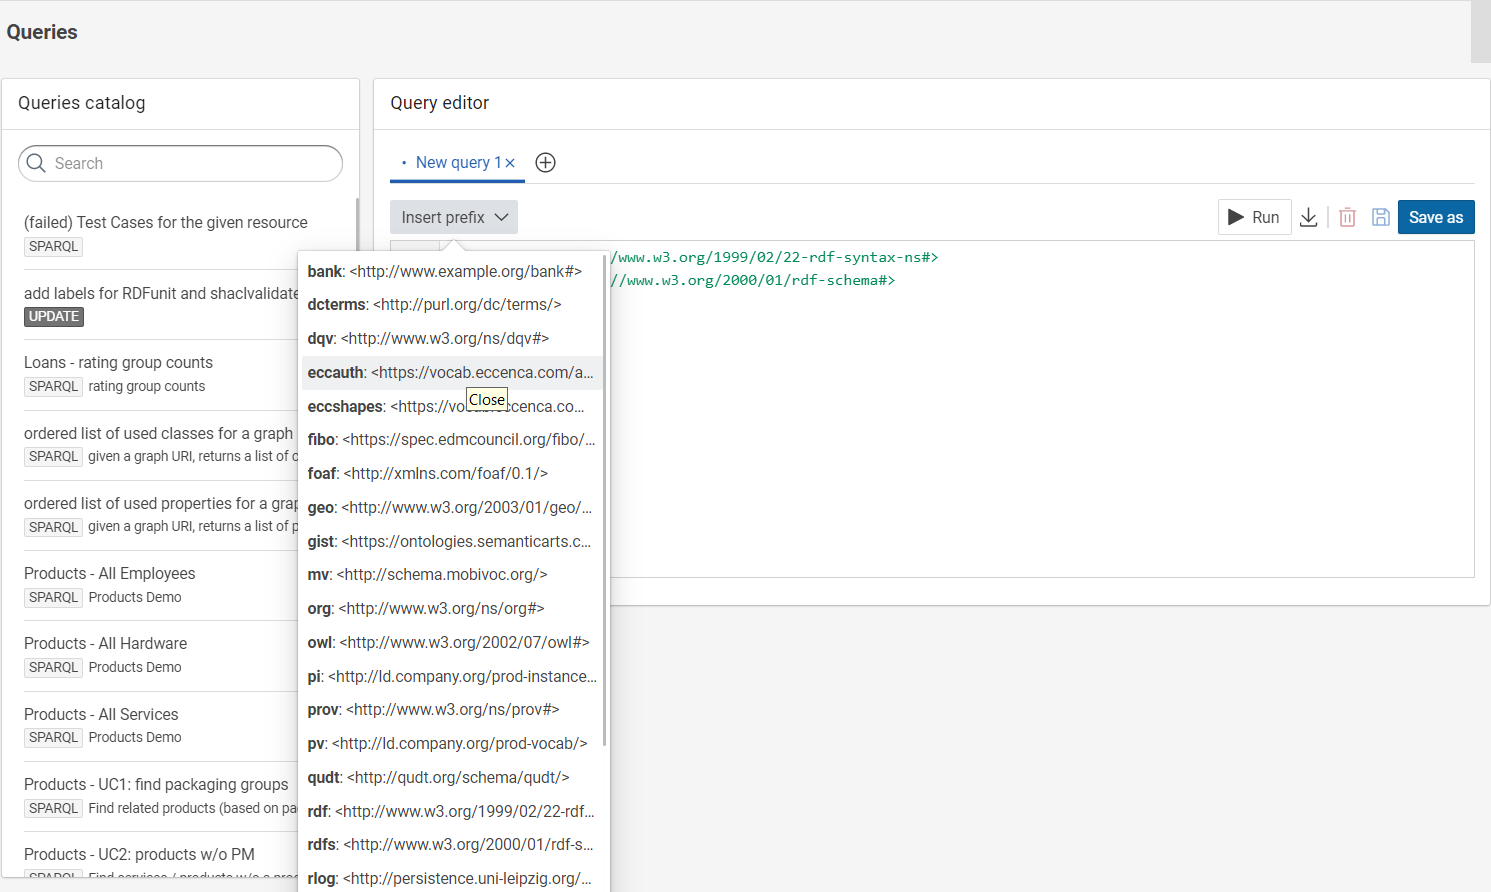 Queries
Queries catalog
Search
(failed) Test Cases for the given resource
SPARQL
add labels for RDFunit and shaclvalidate
UPDATE
Loans - rating group counts
SPARQL rating group counts
ordered list of used classes for a graph
SPARQL given a graph URI, returns a list of
ordered list of used properties for a
SPARQL given a graph URI, returns a list of
Products - All Employees
SPARQL Products Demo
Products - All Hardware
SPARQL Products Demo
Products - All Services
SPARQL Products Demo
Products - UC1: find packaging groups
SPARQL Find related products (based on
Products - UC2: products w/o PM
SPARQL Find services / products w/o a
Query editor
• New query 1 ×
Insert prefix
Run
Save as
/www.w3.org/1999/02/22-rdf-syntax-ns#>
//www.w3.org/2000/01/rdf-schema#>
bank: <http://www.example.org/bank#>
dcterms: <http://purl.org/dc/terms/>
dqv: <http://www.w3.org/ns/dqv#>
eccauth: <https://vocab.eccenca.com/a...
Close
eccshapes: <https://vocab.eccenca.co...
fibo: <https://spec.edmcouncil.org/fibo/...
foaf: <http://xmlns.com/foaf/0.1/>
geo: <http://www.w3.org/2003/01/geo/...
gist: <https://ontologies.semanticarts.c...
mv: <http://schema.mobivoc.org/>
org: <http://www.w3.org/ns/org#>
owl: <http://www.w3.org/2002/07/owl#>
pi: <http://ld.company.org/prod-instance...
prov: <http://www.w3.org/ns/prov#>
pv: <http://ld.company.org/prod-vocab/>
qudt: <http://qudt.org/schema/qudt/>
rdf: <http://www.w3.org/1999/02/22-rdf...
rdfs: <http://www.w3.org/2000/01/rdf-s...
rlog: <http://persistence.uni-leipzig.org/...